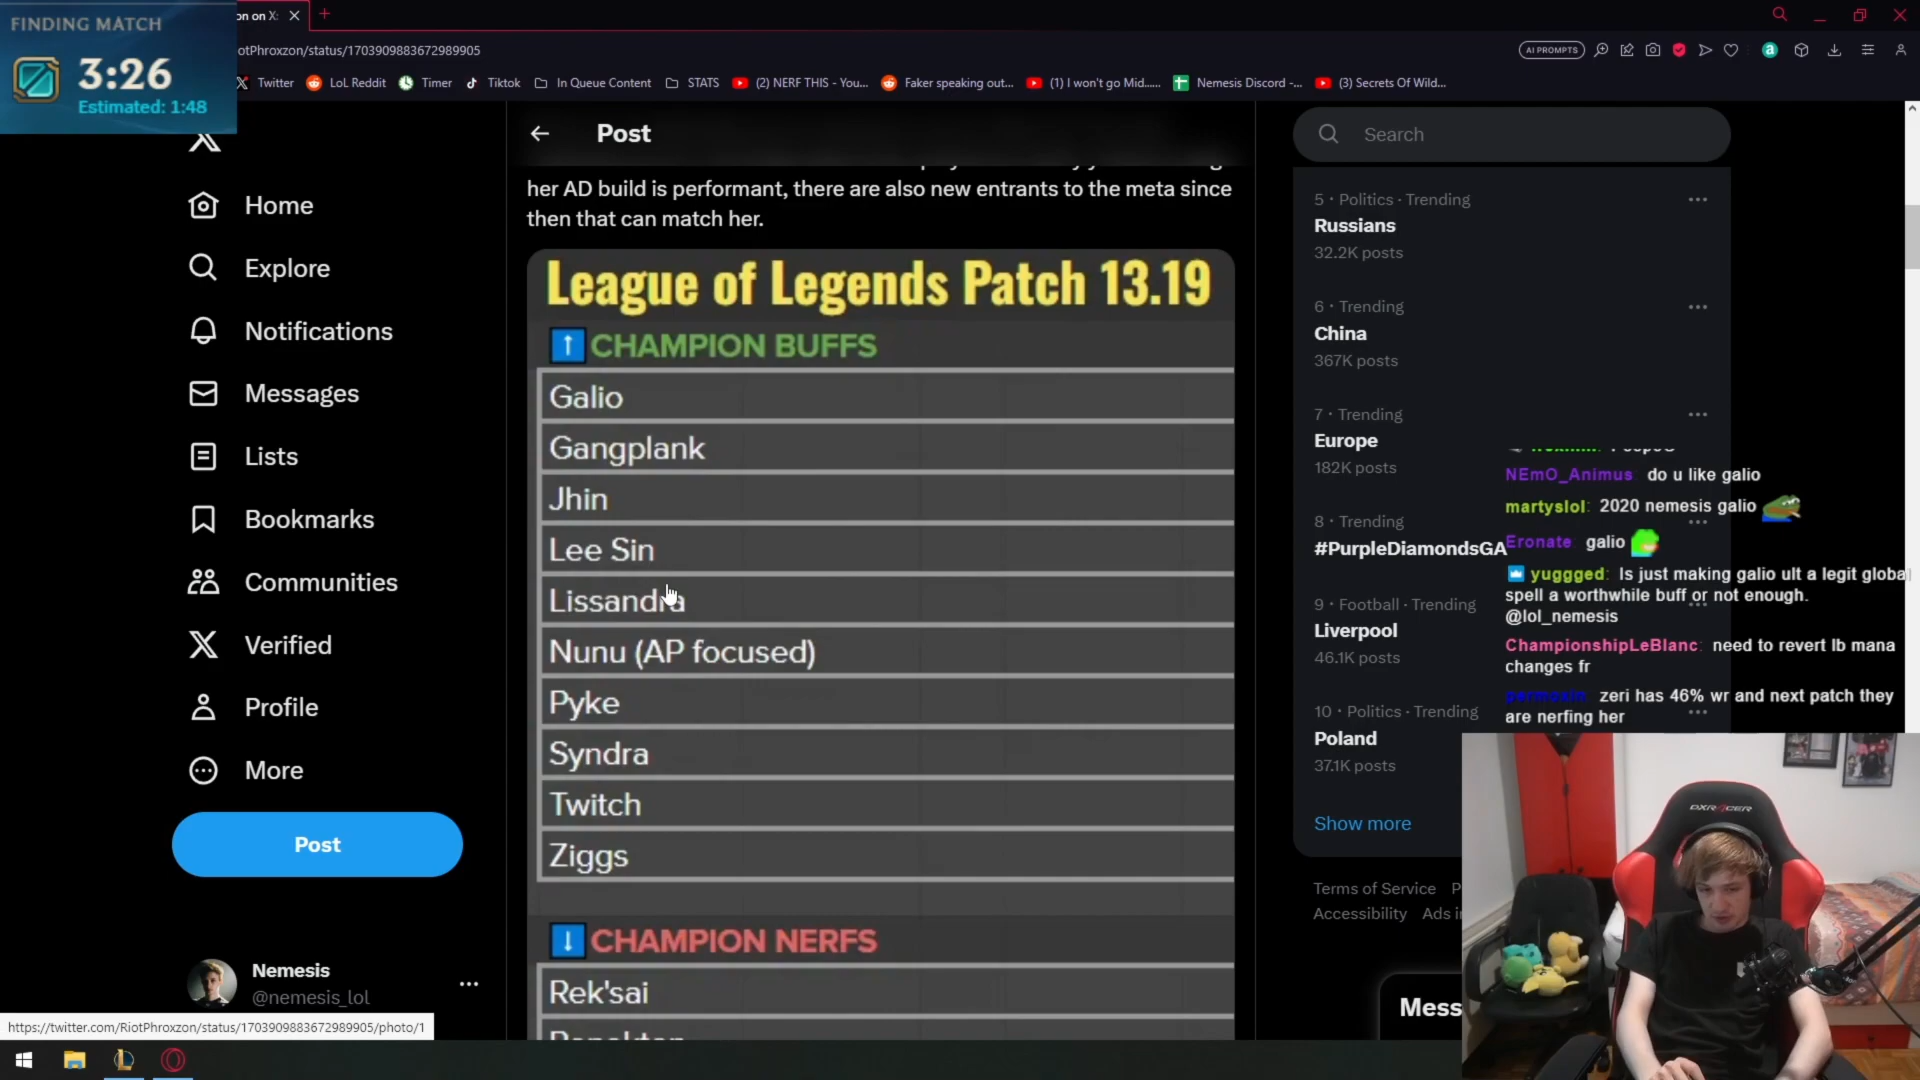 FINDING MATCH
3:26
Estimated: 1:48
on on X:
otPhroxzon/status/1703909883672989905
AI PROMPTS
Twitter
LoL Reddit
Timer
Tiktok
In Queue Content
STATS
(2) NERF THIS - You...
Faker speaking out...
(1) I won't go Mid......
Nemesis Discord -...
(3) Secrets Of Wild...
Home
Explore
Notifications
Messages
Lists
Bookmarks
Communities
Verified
Profile
More
Post
Nemesis
@nemesis_lol
https://twitter.com/RiotPhroxzon/status/1703909883672989905/photo/1
Post
her AD build is performant, there are also new entrants to the meta since
then that can match her.
League of Legends Patch 13.19
CHAMPION BUFFS
Galio
Gangplank
Jhin
Lee Sin
Lissandra
Nunu (AP focused)
Pyke
Syndra
Twitch
Ziggs
CHAMPION NERFS
Rek'sai
Search
5 · Politics · Trending
Russians
32.2K posts
6 · Trending
China
367K posts
7 · Trending
Europe
182K posts
8 · Trending
#PurpleDiamondsGA
9 · Football · Trending
Liverpool
46.1K posts
10 · Politics · Trending
Poland
37.1K posts
Show more
Terms of Service P
Accessibility Ads i
Mess
NEmO_Animus: do u like galio
martyslol: 2020 nemesis galio
Eronate: galio
yuggged: Is just making galio ult a legit global
spell a worthwhile buff or not enough.
@lol_nemesis
ChampionshipLeBlanc: need to revert lb mana
changes fr
zeri has 46% wr and next patch they
are nerfing her
DXRACER